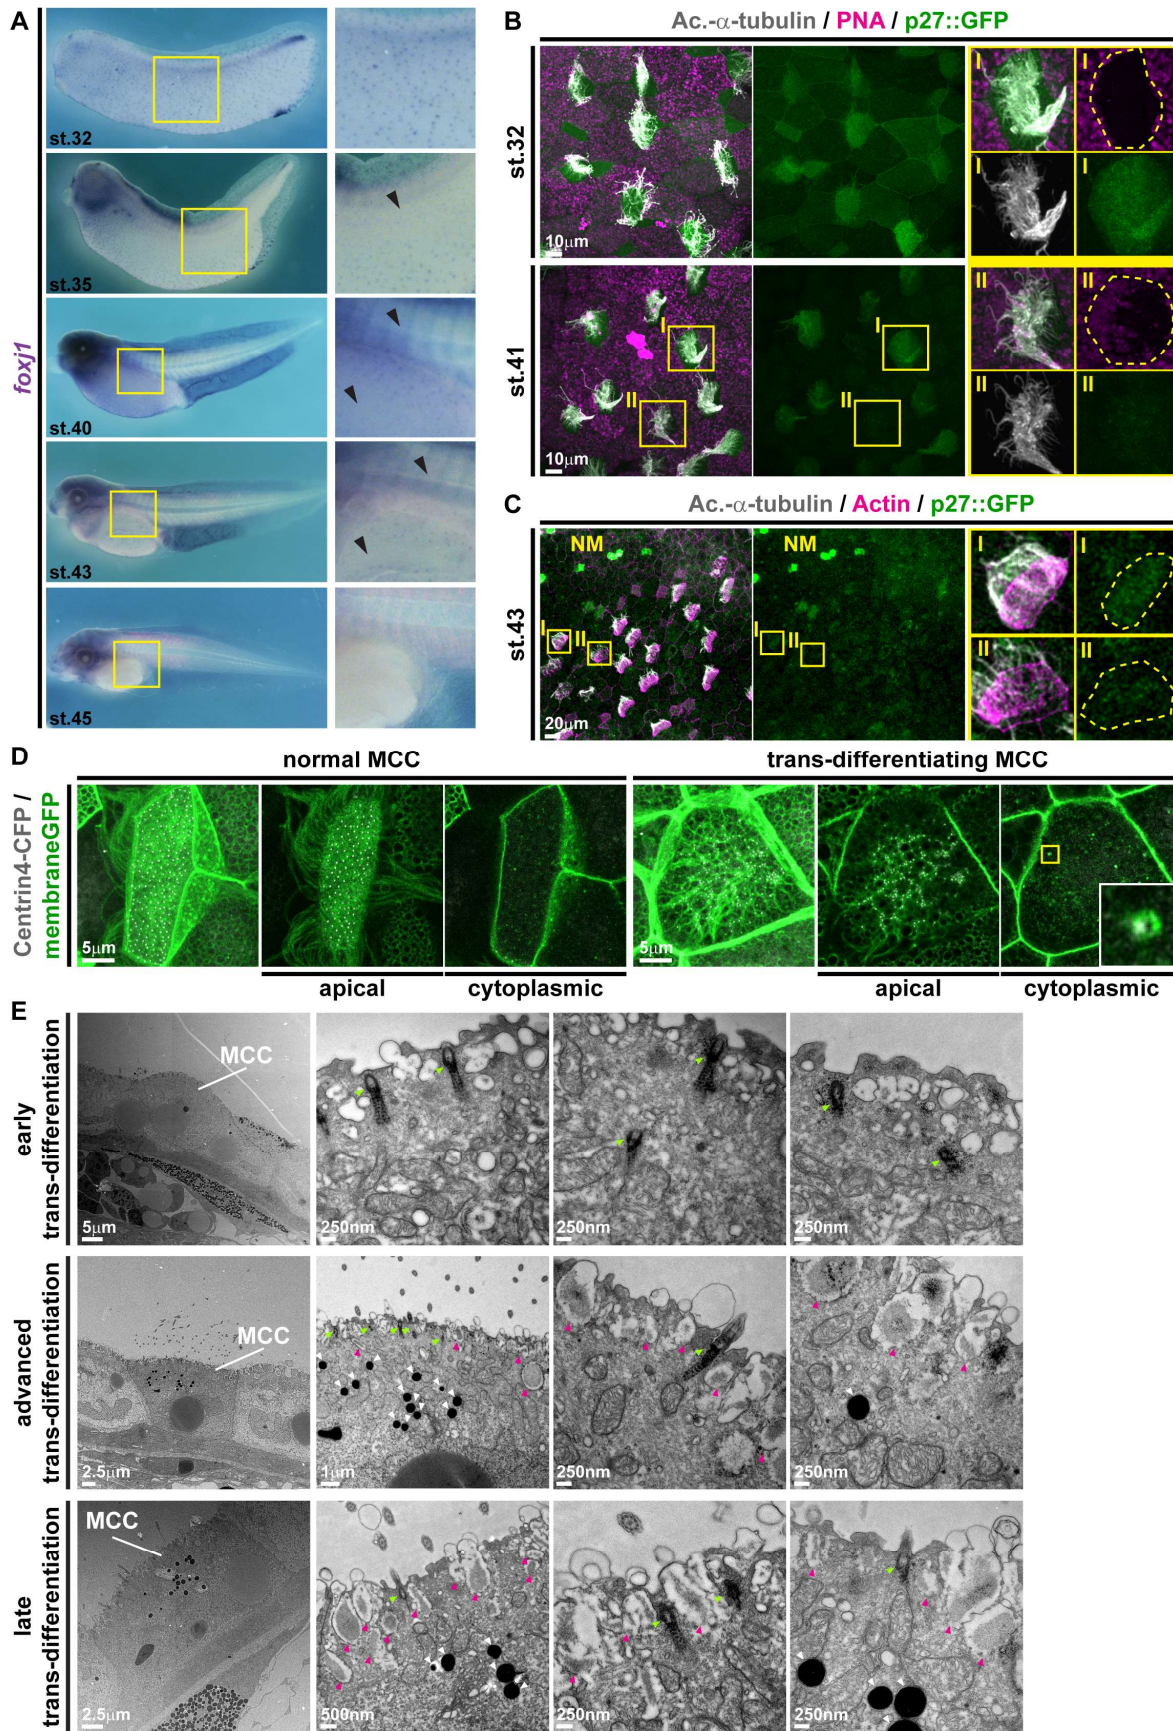 A
foxj1
st.32
st.35
st.40
st.43
st.45
B
Ac.-α-tubulin / PNA / p27::GFP
st.32
10μm
I
I
I
I
st.41
10μm
I
II
I
II
II
II
II
II
C
Ac.-α-tubulin / Actin / p27::GFP
st.43
NM
NM
I
II
I
II
20μm
I
I
II
II
D
normal MCC
trans-differentiating MCC
Centrin4-CFP /
membraneGFP
5μm
5μm
apical
cytoplasmic
apical
cytoplasmic
E
early
trans-differentiation
MCC
5μm
250nm
250nm
250nm
advanced
trans-differentiation
MCC
2.5μm
1μm
250nm
250nm
late
trans-differentiation
MCC
2.5μm
500nm
250nm
250nm